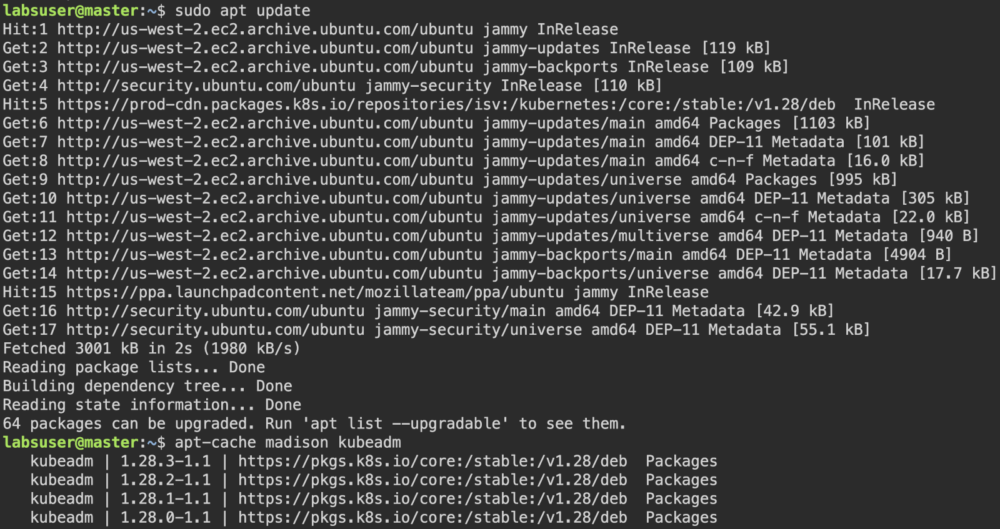 labsuser@master:~$ sudo apt update
Hit:1 http://us-west-2.ec2.archive.ubuntu.com/ubuntu jammy InRelease
Get:2 http://us-west-2.ec2.archive.ubuntu.com/ubuntu jammy-updates InRelease [119 kB]
Get:3 http://us-west-2.ec2.archive.ubuntu.com/ubuntu jammy-backports InRelease [109 kB]
Get:4 http://security.ubuntu.com/ubuntu jammy-security InRelease [110 kB]
Hit:5 https://prod-cdn.packages.k8s.io/repositories/isv:/kubernetes:/core:/stable:/v1.28/deb  InRelease
Get:6 http://us-west-2.ec2.archive.ubuntu.com/ubuntu jammy-updates/main amd64 Packages [1103 kB]
Get:7 http://us-west-2.ec2.archive.ubuntu.com/ubuntu jammy-updates/main amd64 DEP-11 Metadata [101 kB]
Get:8 http://us-west-2.ec2.archive.ubuntu.com/ubuntu jammy-updates/main amd64 c-n-f Metadata [16.0 kB]
Get:9 http://us-west-2.ec2.archive.ubuntu.com/ubuntu jammy-updates/universe amd64 Packages [995 kB]
Get:10 http://us-west-2.ec2.archive.ubuntu.com/ubuntu jammy-updates/universe amd64 DEP-11 Metadata [305 kB]
Get:11 http://us-west-2.ec2.archive.ubuntu.com/ubuntu jammy-updates/universe amd64 c-n-f Metadata [22.0 kB]
Get:12 http://us-west-2.ec2.archive.ubuntu.com/ubuntu jammy-updates/multiverse amd64 DEP-11 Metadata [940 B]
Get:13 http://us-west-2.ec2.archive.ubuntu.com/ubuntu jammy-backports/main amd64 DEP-11 Metadata [4904 B]
Get:14 http://us-west-2.ec2.archive.ubuntu.com/ubuntu jammy-backports/universe amd64 DEP-11 Metadata [17.7 kB]
Hit:15 https://ppa.launchpadcontent.net/mozillateam/ppa/ubuntu jammy InRelease
Get:16 http://security.ubuntu.com/ubuntu jammy-security/main amd64 DEP-11 Metadata [42.9 kB]
Get:17 http://security.ubuntu.com/ubuntu jammy-security/universe amd64 DEP-11 Metadata [55.1 kB]
Fetched 3001 kB in 2s (1980 kB/s)
Reading package lists... Done
Building dependency tree... Done
Reading state information... Done
64 packages can be upgraded. Run 'apt list --upgradable' to see them.
labsuser@master:~$ apt-cache madison kubeadm
   kubeadm | 1.28.3-1.1 | https://pkgs.k8s.io/core:/stable:/v1.28/deb  Packages
   kubeadm | 1.28.2-1.1 | https://pkgs.k8s.io/core:/stable:/v1.28/deb  Packages
   kubeadm | 1.28.1-1.1 | https://pkgs.k8s.io/core:/stable:/v1.28/deb  Packages
   kubeadm | 1.28.0-1.1 | https://pkgs.k8s.io/core:/stable:/v1.28/deb  Packages